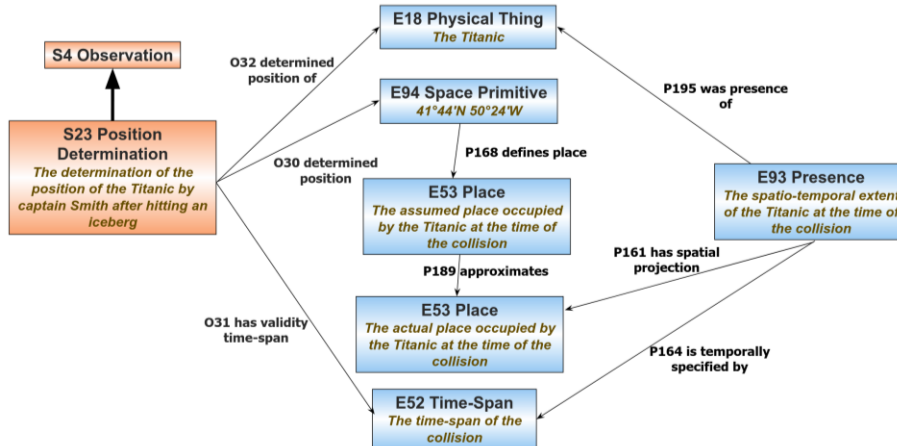 E18 Physical Thing
The Titanic
S4 Observation
O32 determined
position of
E94 Space Primitive
41°44'N 50°24'W
P195 was presence
of
S23 Position
Determination
The determination of the
position of the Titanic by
captain Smith after hitting an
iceberg
P168 defines place
O30 determined
position
E53 Place
The assumed place occupied
by the Titanic at the time of
the collision
E93 Presence
The spatio-temporal extent
of the Titanic at the time of the
collision
P189 approximates
P161 has spatial
projection
E53 Place
The actual place occupied by
the Titanic at the time of the
collision
O31 has validity
time-span
P164 is temporally
specified by
E52 Time-Span
The time-span of the
collision